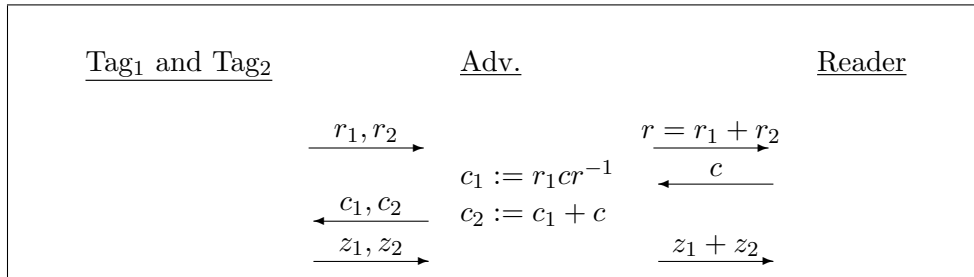 Tag₁ and Tag₂ Adv. Reader
r₁, r₂ r = r₁ + r₂
c₁ := r₁cr⁻¹ c
c₁, c₂ c₂ := c₁ + c
z₁, z₂ z₁ + z₂